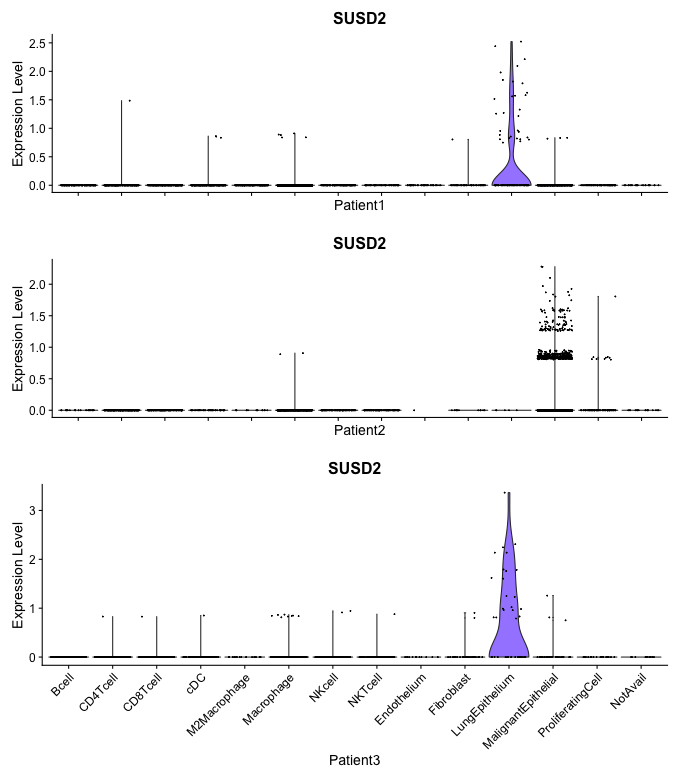 SUSD2
Expression Level
2.5
2.0
1.5
1.0
0.5
0.0
Patient1
SUSD2
Expression Level
2.0
1.5
1.0
0.5
0.0
Patient2
SUSD2
Expression Level
3
2
1
0
Bcell
CD4Tcell
CD8Tcell
cDC
M2Macrophage
Macrophage
NKcell
NKTcell
Endothelium
Fibroblast
LungEpithelium
MalignantEpithelial
ProliferatingCell
NotAvail
Patient3